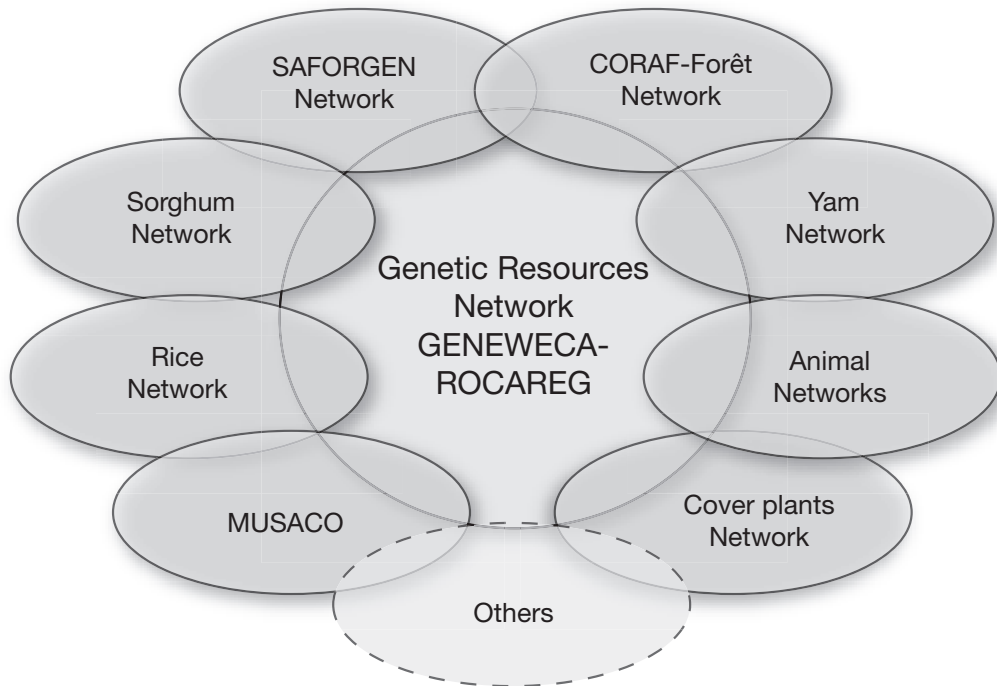 SAFORGEN
Network
CORAF-Forêt
Network
Sorghum
Network
Yam
Network
Genetic Resources
Network
GENEWECA-
ROCAREG
Rice
Network
Animal
Networks
MUSACO
Cover plants
Network
Others